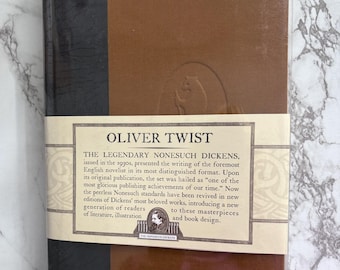 OLIVER TWIST
THE LEGENDARY NONESUCH DICKENS,
issued in the 1930s, presented the writing of the foremost
English novelist in its most distinguished format. Upon
its original publication, the set was hailed as "one of the
most glorious publishing achievements of our time." Now
the peerless Nonesuch standards have been revived in new
editions of Dickens' most beloved works, introducing a new
generation of readers to these masterpieces
of literature, illustration and book design.